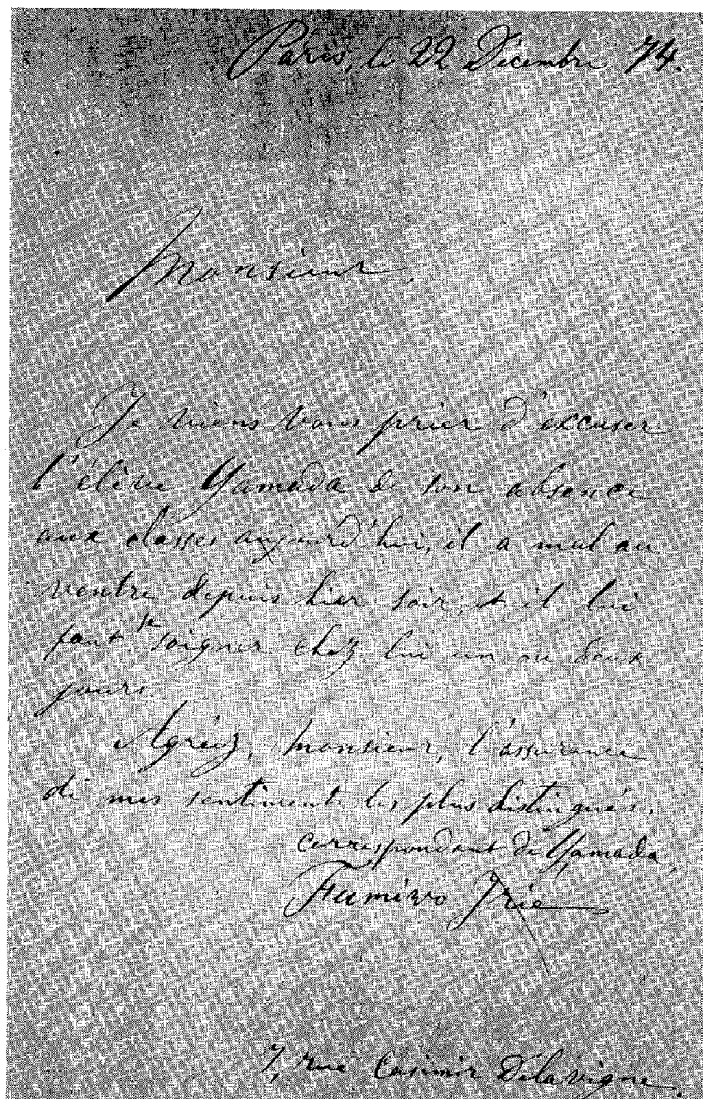 Paris, le 22 Décembre 74.
Monsieur,
Je viens vous prier d'excuser
l'élève Yamada de son absence
aux classes aujourd'hui, il a mal au
ventre depuis hier soir, et il lui
faut se soigner chez lui un ou deux
jours.
Agréez, monsieur, l'assurance
de mes sentiment les plus distingués.
correspondant de Yamada,
Fumiwo Irie
7, rue Casimir Delavigne.